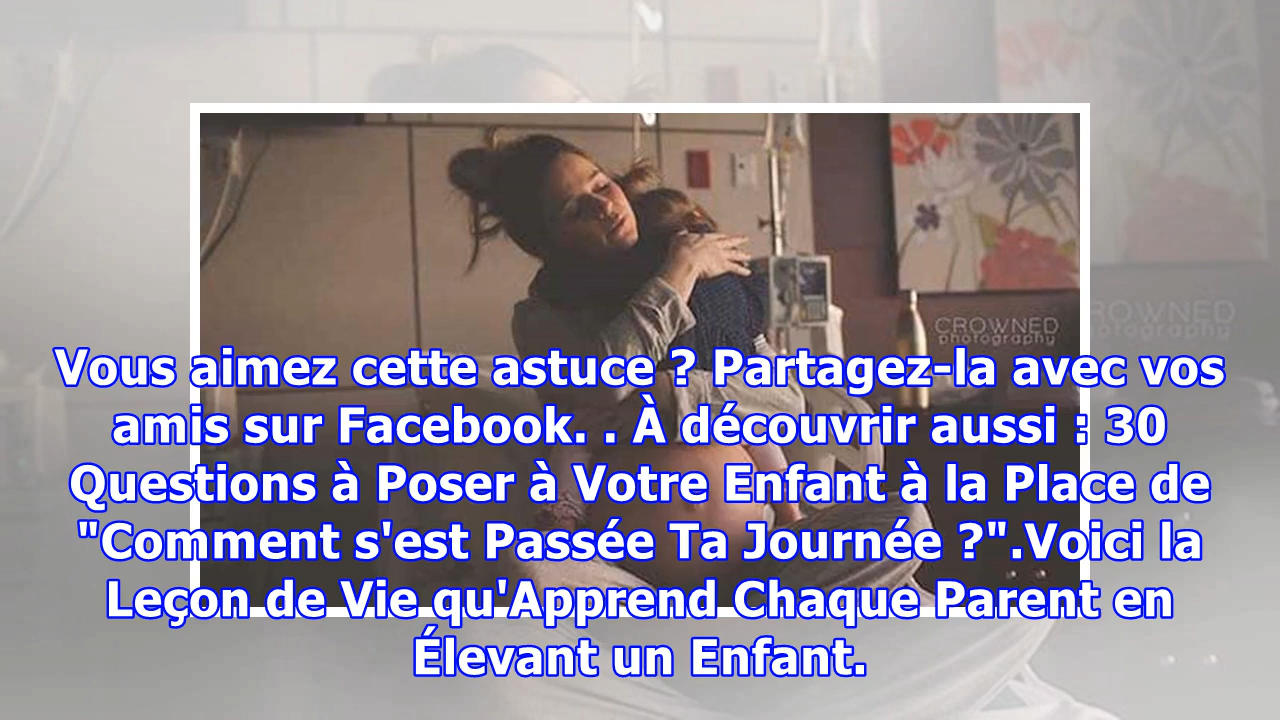 CROWNED
photography
ROWNED
otography
Vous aimez cette astuce ? Partagez-la avec vos
amis sur Facebook. . À découvrir aussi : 30
Questions à Poser à Votre Enfant à la Place de
"Comment s'est Passée Ta Journée ?".Voici la
Leçon de Vie qu'Apprend Chaque Parent en
Élevant un Enfant.